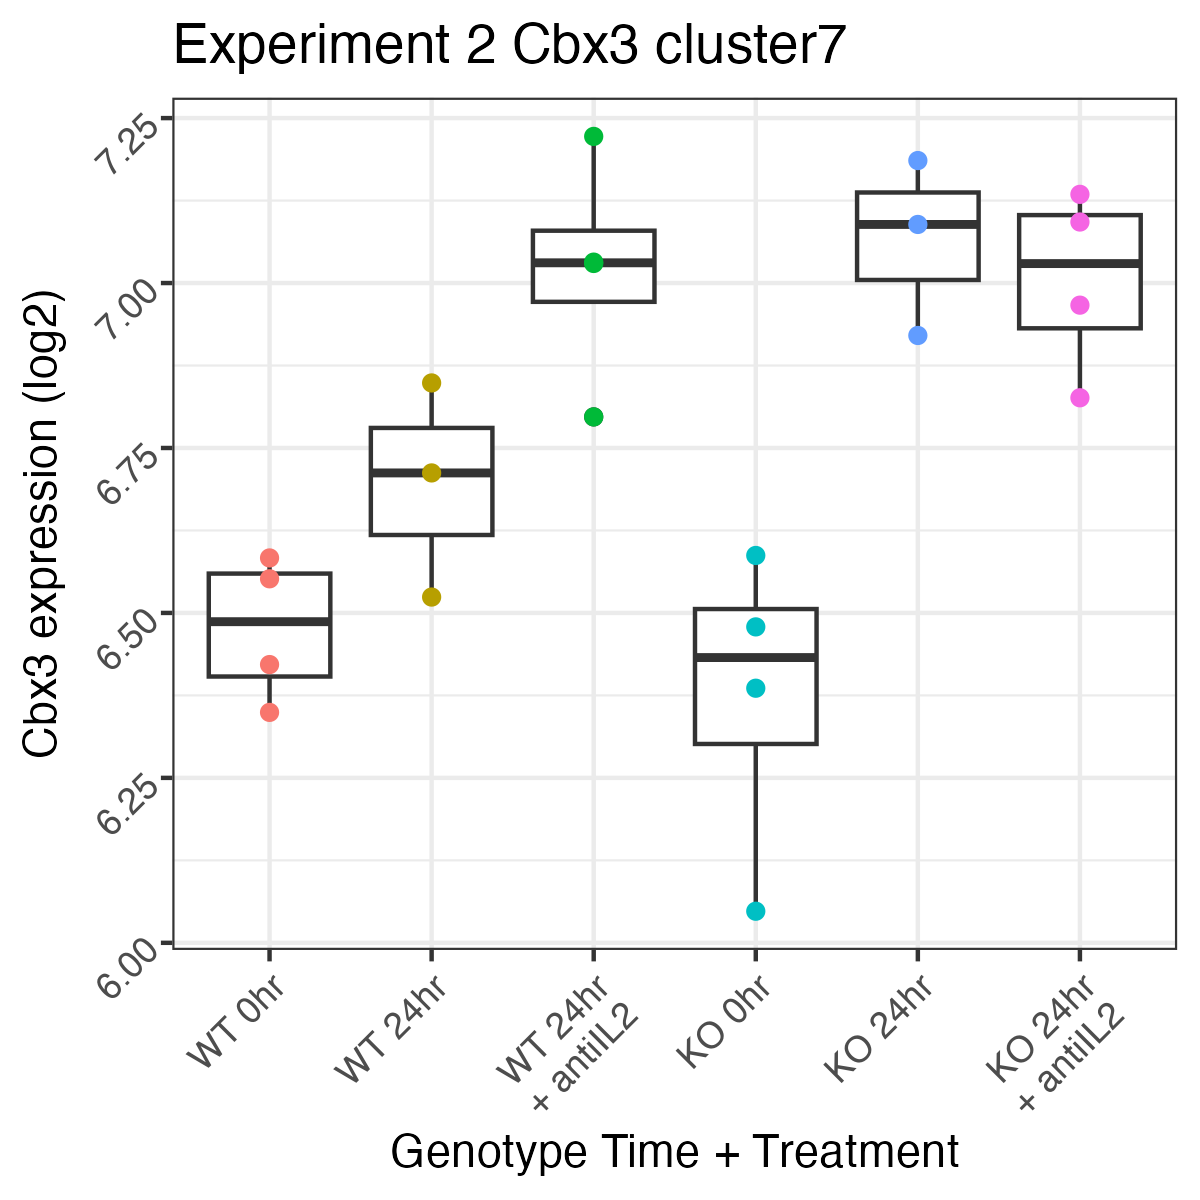 Experiment 2 Cbx3 cluster7
Cbx3 expression (log2)
7.25
7.00
6.75
6.50
6.25
6.00
WT 0hr
WT 24hr
WT 24hr
+ antiIL2
KO 0hr
KO 24hr
KO 24hr
+ antiIL2
Genotype Time + Treatment